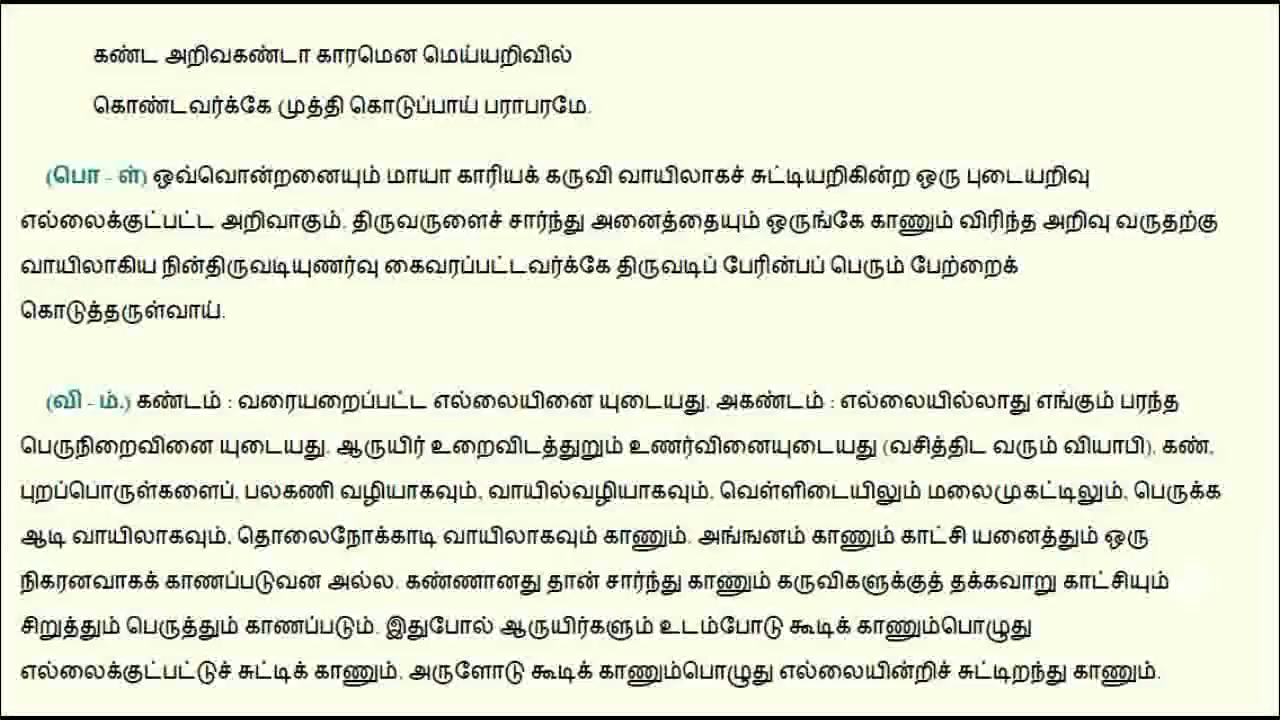 கண்ட அறிவகண்டா காரமென மெய்யறிவில்
கொண்டவர்க்கே முத்தி கொடுப்பாய் பராபரமே.
(பொ - ள்) ஒவ்வொன்றனையும் மாயா காரியக் கருவி வாயிலாகச் சுட்டியறிகின்ற ஒரு புடையறிவு
எல்லைக்குட்பட்ட அறிவாகும். திருவருளைச் சார்ந்து அனைத்தையும் ஒருங்கே காணும் விரிந்த அறிவு வருதற்கு
வாயிலாகிய நின்திருவடியுணர்வு கைவரப்பட்டவர்க்கே திருவடிப் பேரின்பப் பெரும் பேற்றைக்
கொடுத்தருள்வாய்.
(வி - ம்.) கண்டம் : வரையறைப்பட்ட எல்லையினை யுடையது. அகண்டம் : எல்லையில்லாது எங்கும் பரந்த
பெருநிறைவினை யுடையது. ஆருயிர் உறைவிடத்துறும் உணர்வினையுடையது (வசித்திட வரும் வியாபி). கண்,
புறப்பொருள்களைப், பலகணி வழியாகவும், வாயில்வழியாகவும், வெள்ளிடையிலும் மலைமுகட்டிலும், பெருக்க
ஆடி வாயிலாகவும், தொலைநோக்காடி வாயிலாகவும் காணும். அங்ஙனம் காணும் காட்சி யனைத்தும் ஒரு
நிகரனவாகக் காணப்படுவன அல்ல. கண்ணானது தான் சார்ந்து காணும் கருவிகளுக்குத் தக்கவாறு காட்சியும்
சிறுத்தும் பெருத்தும் காணப்படும். இதுபோல் ஆருயிர்களும் உடம்போடு கூடிக் காணும்பொழுது
எல்லைக்குட்பட்டுச் சுட்டிக் காணும். அருளோடு கூடிக் காணும்பொழுது எல்லையின்றிச் சுட்டிறந்து காணும்.